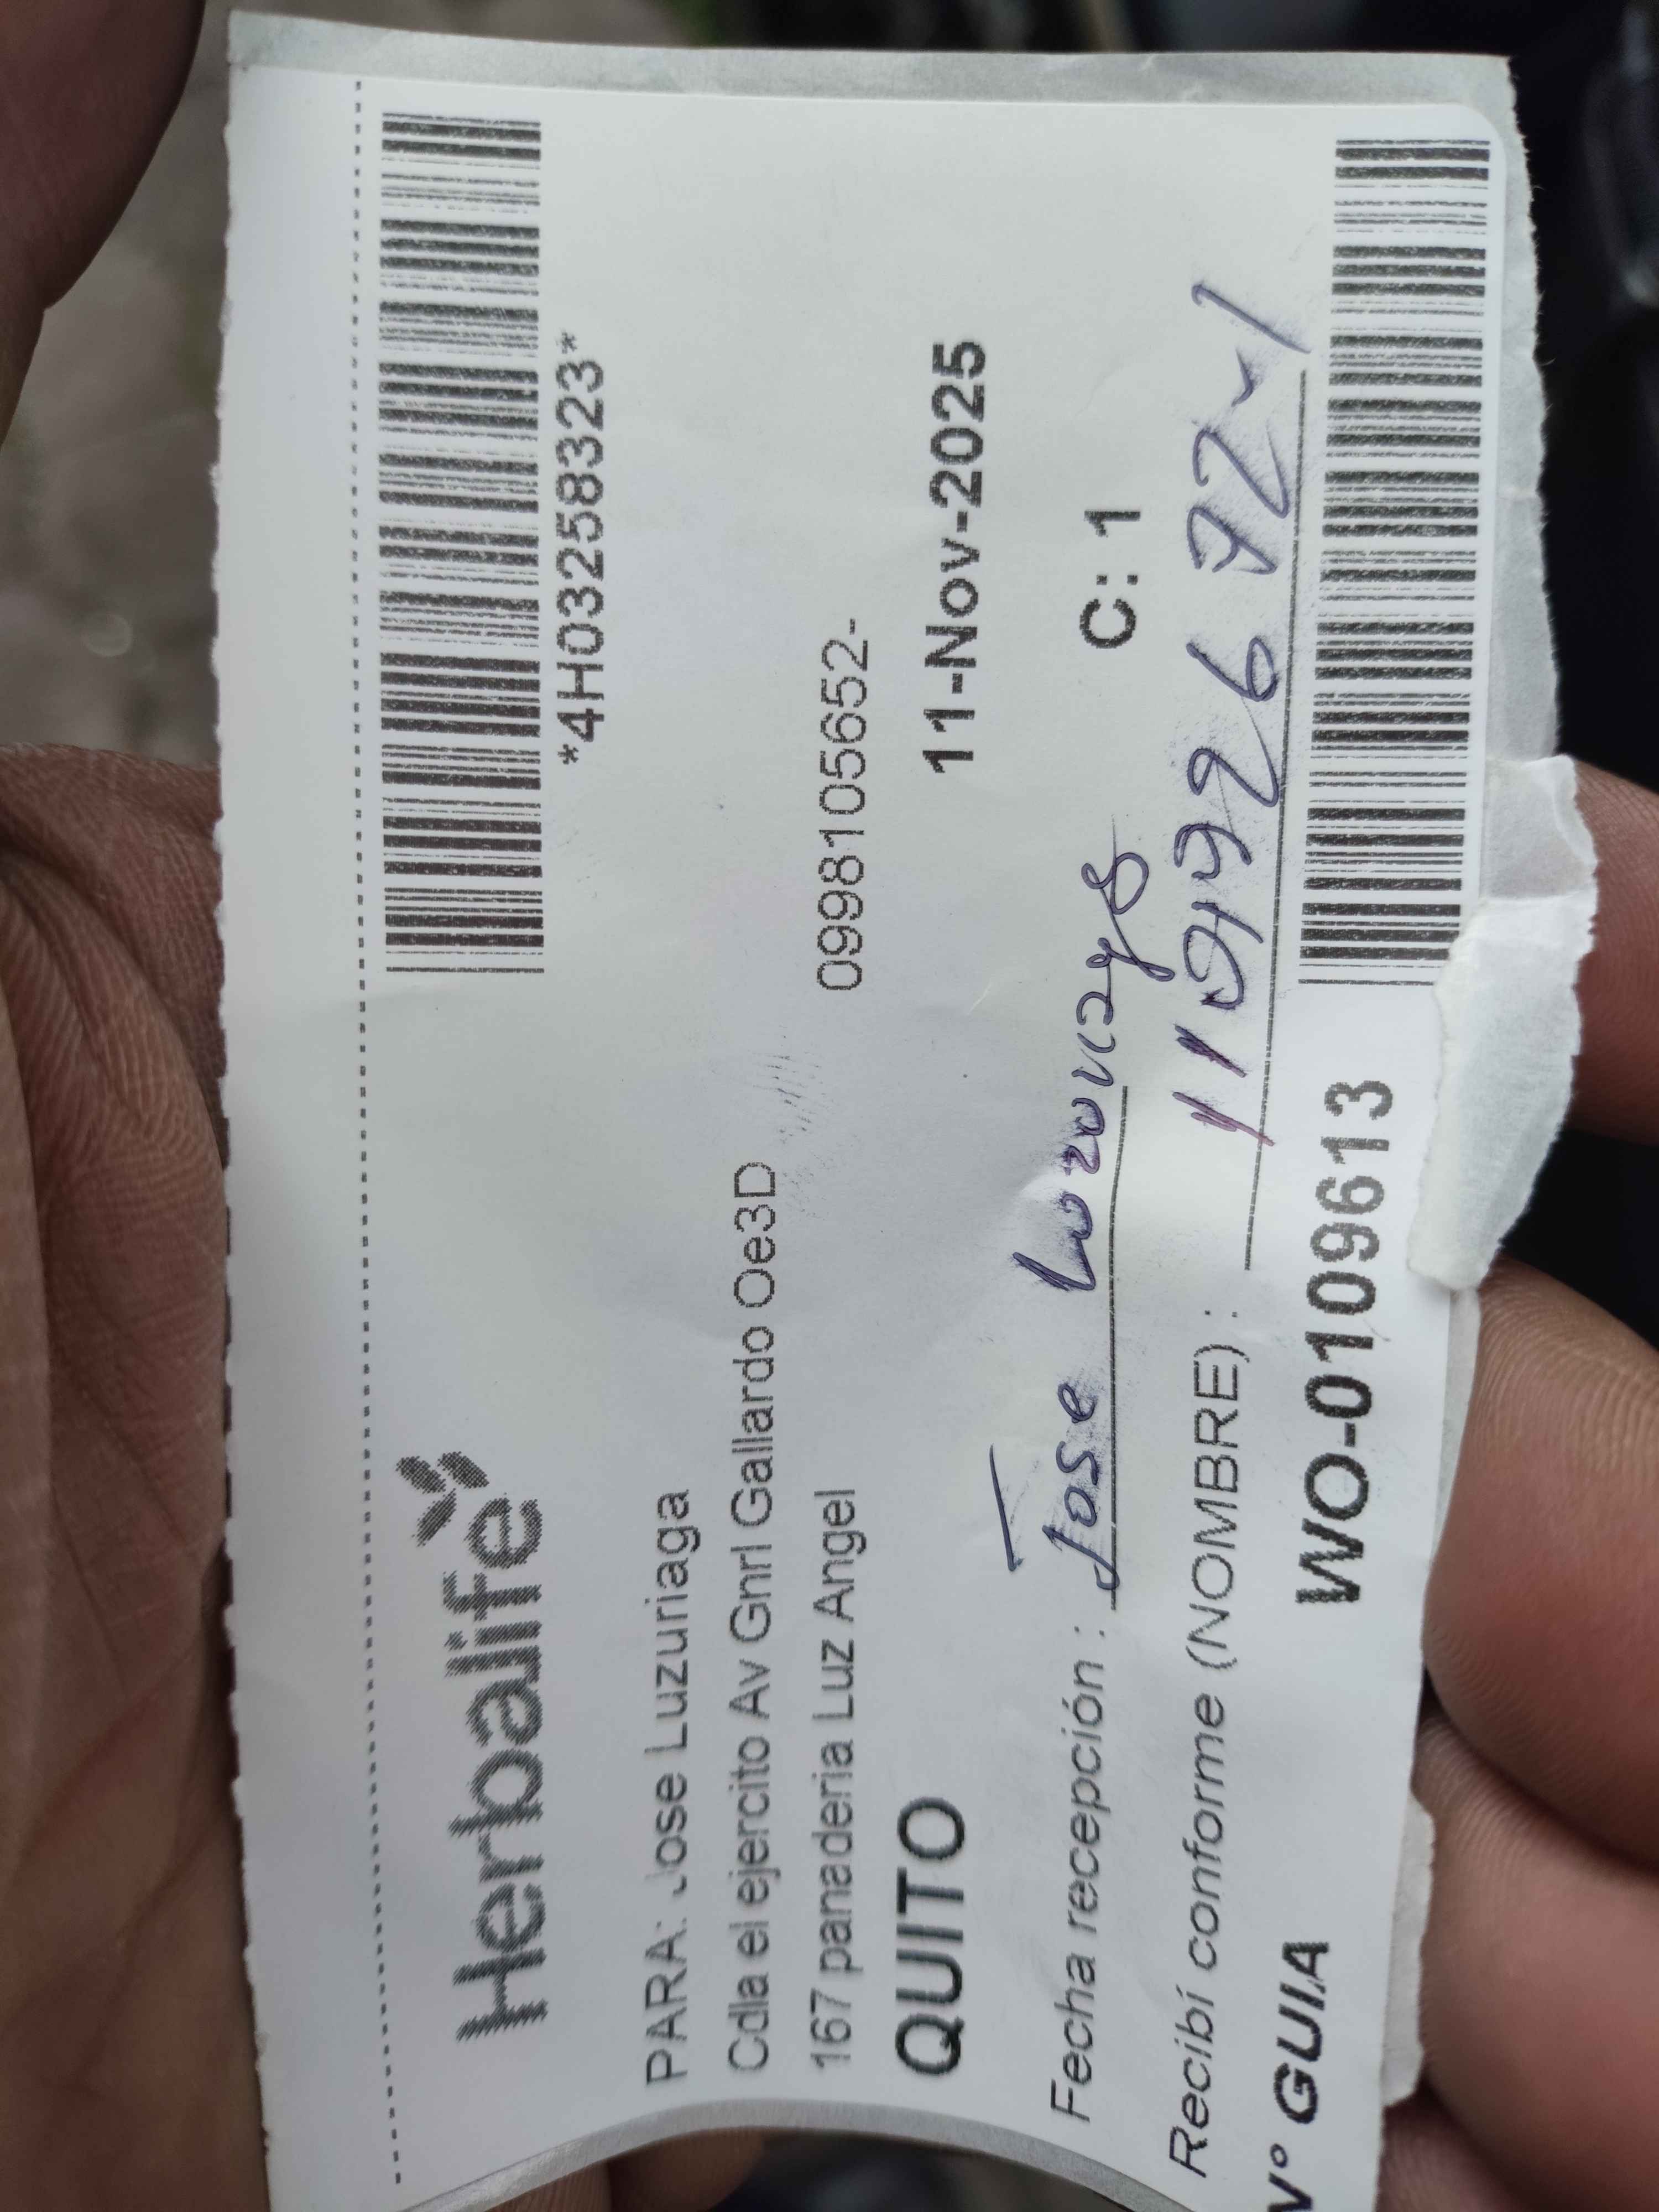 Herbalife
*4H03258323*
PARA: Jose Luzuriaga
Cdla el ejercito Av Gnrl Gallardo Oe3D
167 panaderia Luz Angel
0998105652-
QUITO
11-Nov-2025
Fecha recepción : Jose
C: 1
Recibí conforme (NOMBRE) :
N° GUIA
WO-0109613